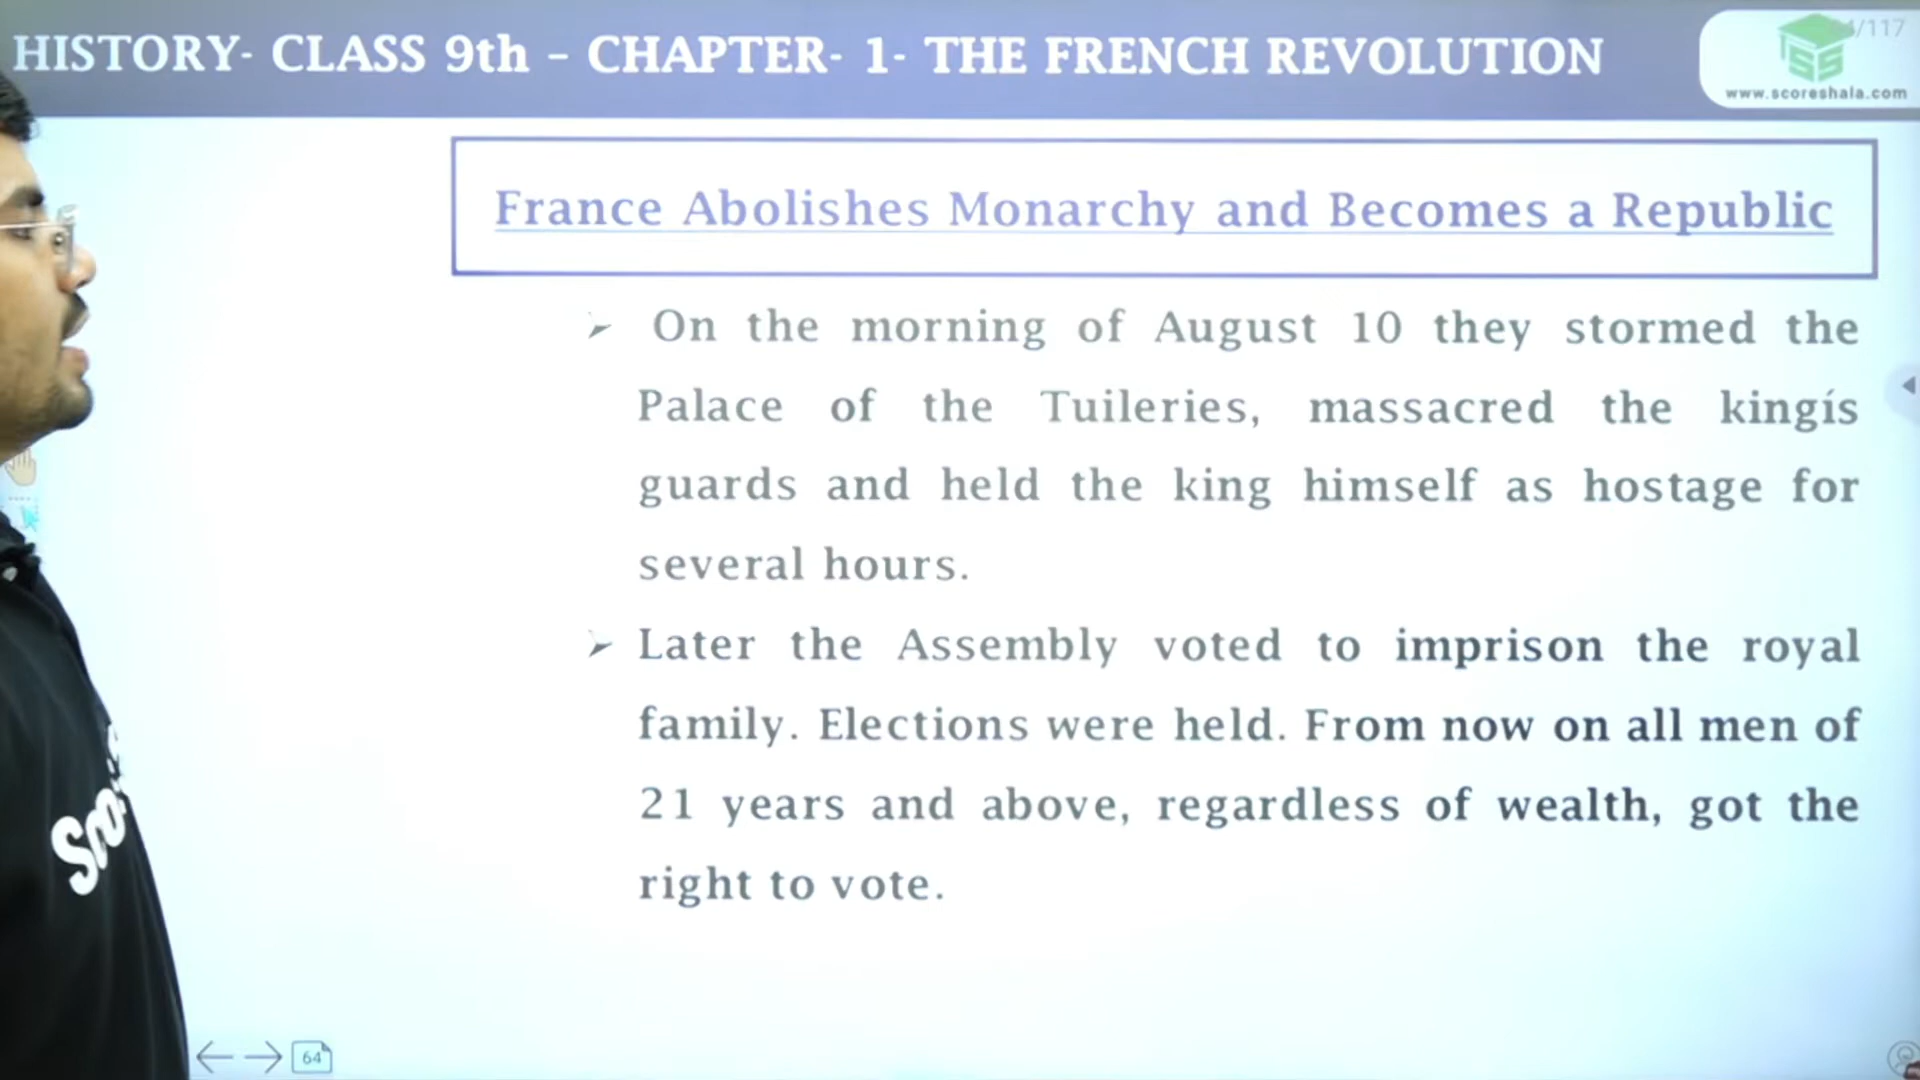 HISTORY- CLASS 9th – CHAPTER- 1- THE FRENCH REVOLUTION
/117
www.scoreshala.com
France Abolishes Monarchy and Becomes a Republic
➢ On the morning of August 10 they stormed the
Palace of the Tuileries, massacred the kingís
guards and held the king himself as hostage for
several hours.
➢ Later the Assembly voted to imprison the royal
family. Elections were held. From now on all men of
21 years and above, regardless of wealth, got the
right to vote.
64